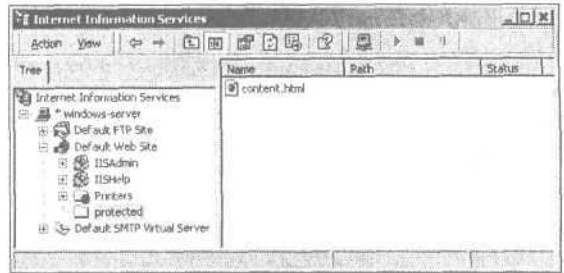 Internet Information Services
Action View
Tree
Name Path Status
Internet Information Services
* windows-server
Default FTP Site
Default Web Site
IISAdmin
IISHelp
Printers
protected
Default SMTP Virtual Server
content.html